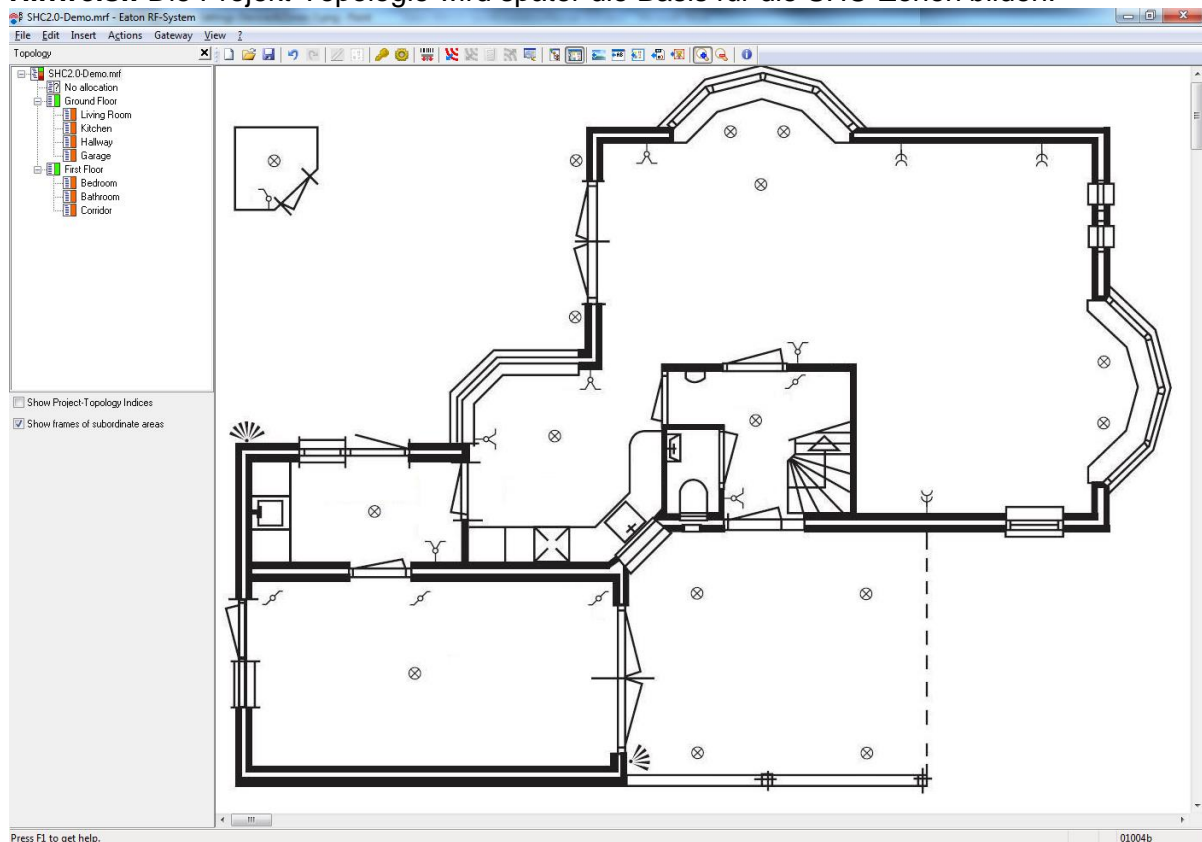 Hinweis: Die Projekt-Topologie wird später die Basis für die SHC-Zonen bilden.
SHC2.0-Demo.mrf - Eaton RF-System
File Edit Insert Actions Gateway View ?
Topology
SHC2.0-Demo.mrf
No allocation
Ground Floor
Living Room
Kitchen
Hallway
Garage
First Floor
Bedroom
Bathroom
Corridor
Show Project-Topology Indices
Show frames of subordinate areas
Press F1 to get help.
01004b